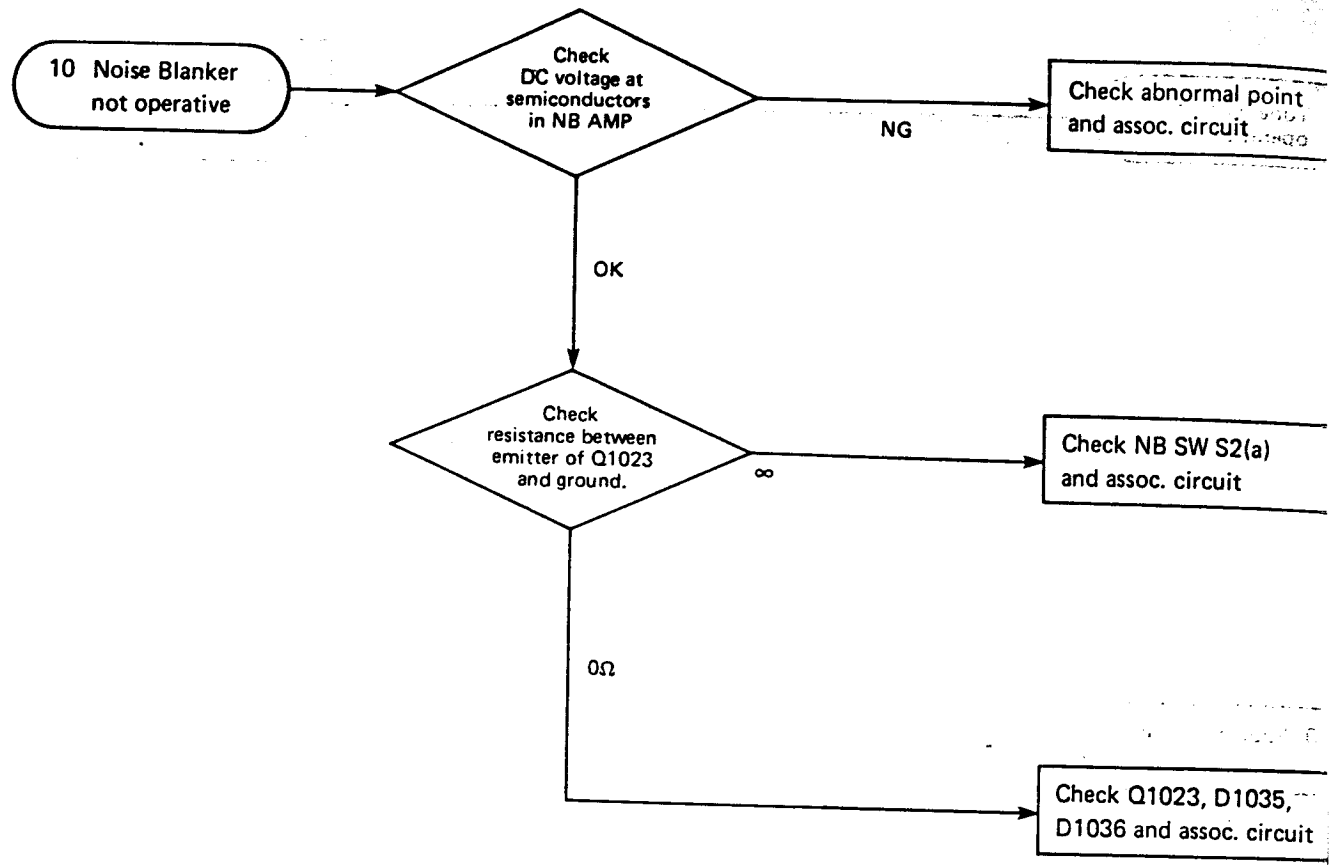 10 Noise Blanker
not operative
Check
DC voltage at
semiconductors
in NB AMP
NG
Check abnormal point
and assoc. circuit
OK
Check
resistance between
emitter of Q1023
and ground.
∞
Check NB SW S2(a)
and assoc. circuit
0Ω
Check Q1023, D1035,
D1036 and assoc. circuit